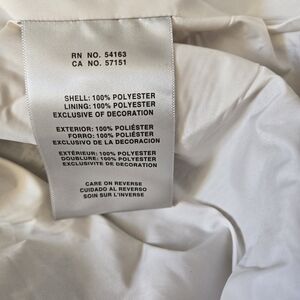 RN NO. 54163
CA NO. 57151
SHELL: 100% POLYESTER
LINING: 100% POLYESTER
EXCLUSIVE OF DECORATION
EXTERIOR: 100% POLIÉSTER
FORRO: 100% POLIÉSTER
EXCLUSIVO DE LA DECORACION
EXTÉRIEUR: 100% POLYESTER
DOUBLURE: 100% POLYESTER
EXCLUSIVITE DE DECORATION
CARE ON REVERSE
CUIDADO AL REVERSO
SOIN SUR L'INVERSE